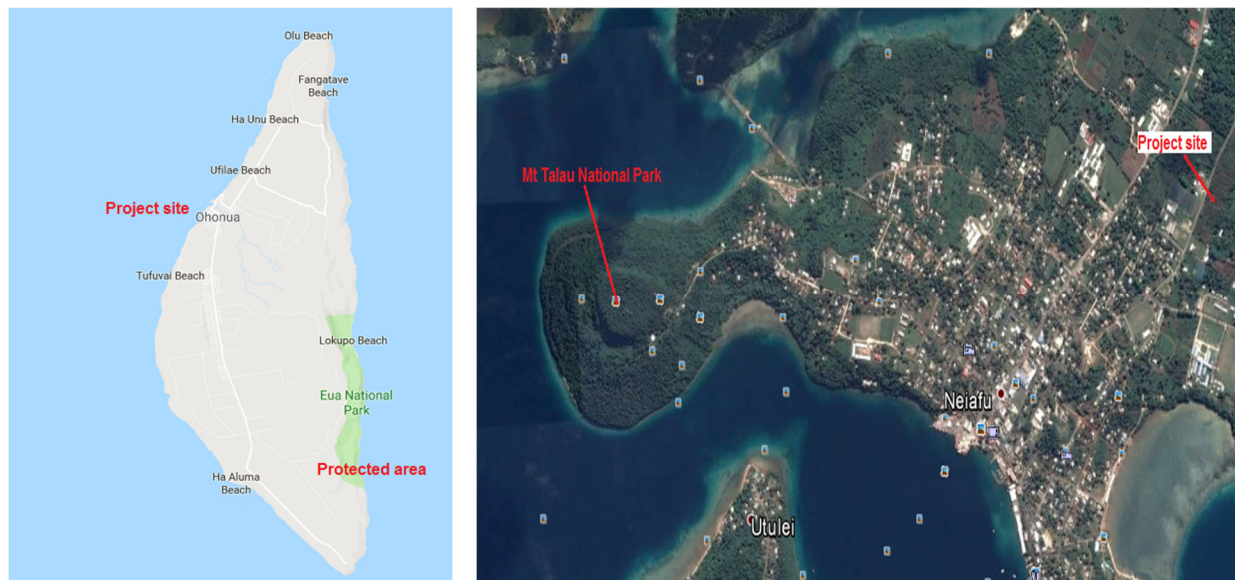 Olu Beach
Fangatave
Beach
Ha Unu Beach
Ufilae Beach
Project site
Ohonua
Tufuvai Beach
Lokupo Beach
Eua National
Park
Protected area
Ha Aluma
Beach
Project site
Mt Talau National Park
Neiafu
Utulei